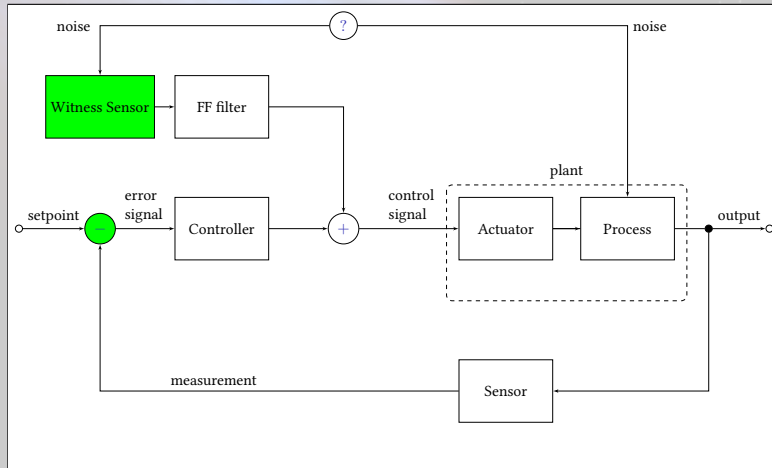 noise
?
noise
Witness Sensor
FF filter
plant
setpoint
−
error
signal
Controller
+
control
signal
Actuator
Process
output
measurement
Sensor